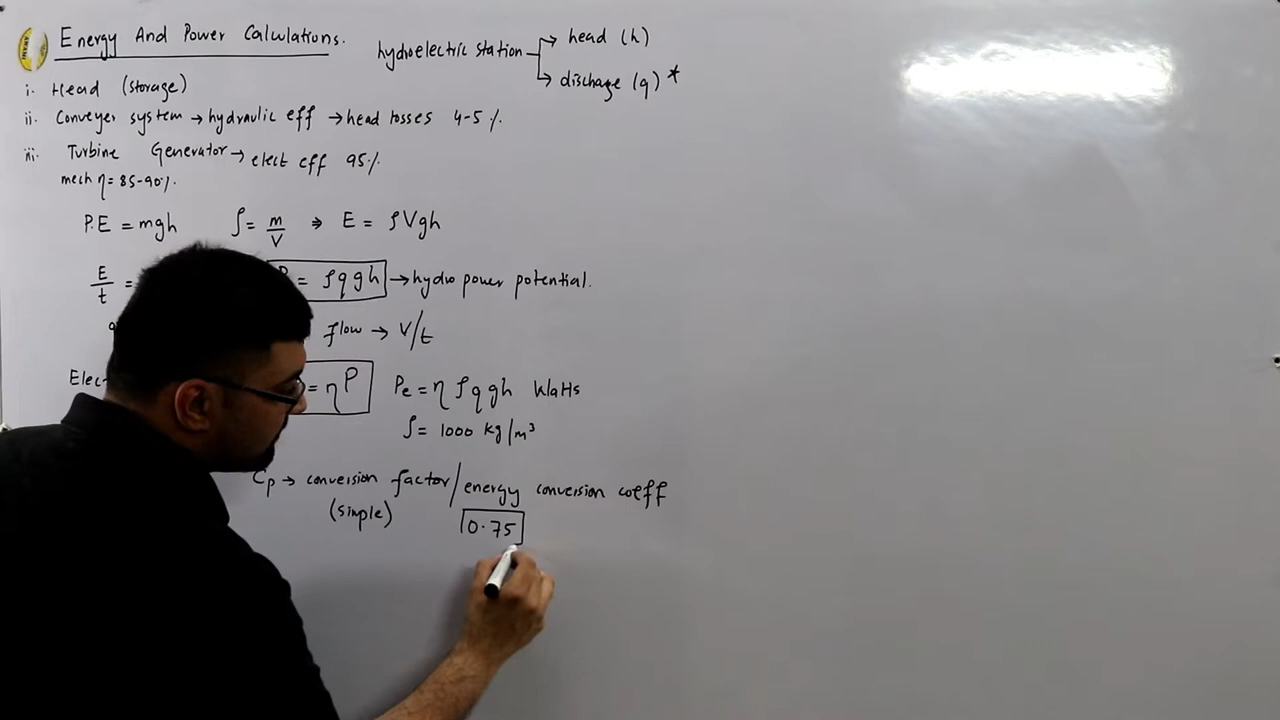 Energy And Power Calculations.
hydroelectric station → head (h)
→ discharge (q) *
i. Head (storage)
ii. Conveyer system → hydraulic eff → head losses 4-5 %.
iii. Turbine Generator → elect eff 95%.
mech η = 85-90%.
P.E = mgh ρ = m/V ⇒ E = ρVgh
E/t = = ρqgh → hydro power potential.
flow → V/t
Elec = ηP Pe = η ρ q gh Watts
ρ = 1000 kg/m³
Cp → conversion factor/energy conversion coeff
(simple) 0.75